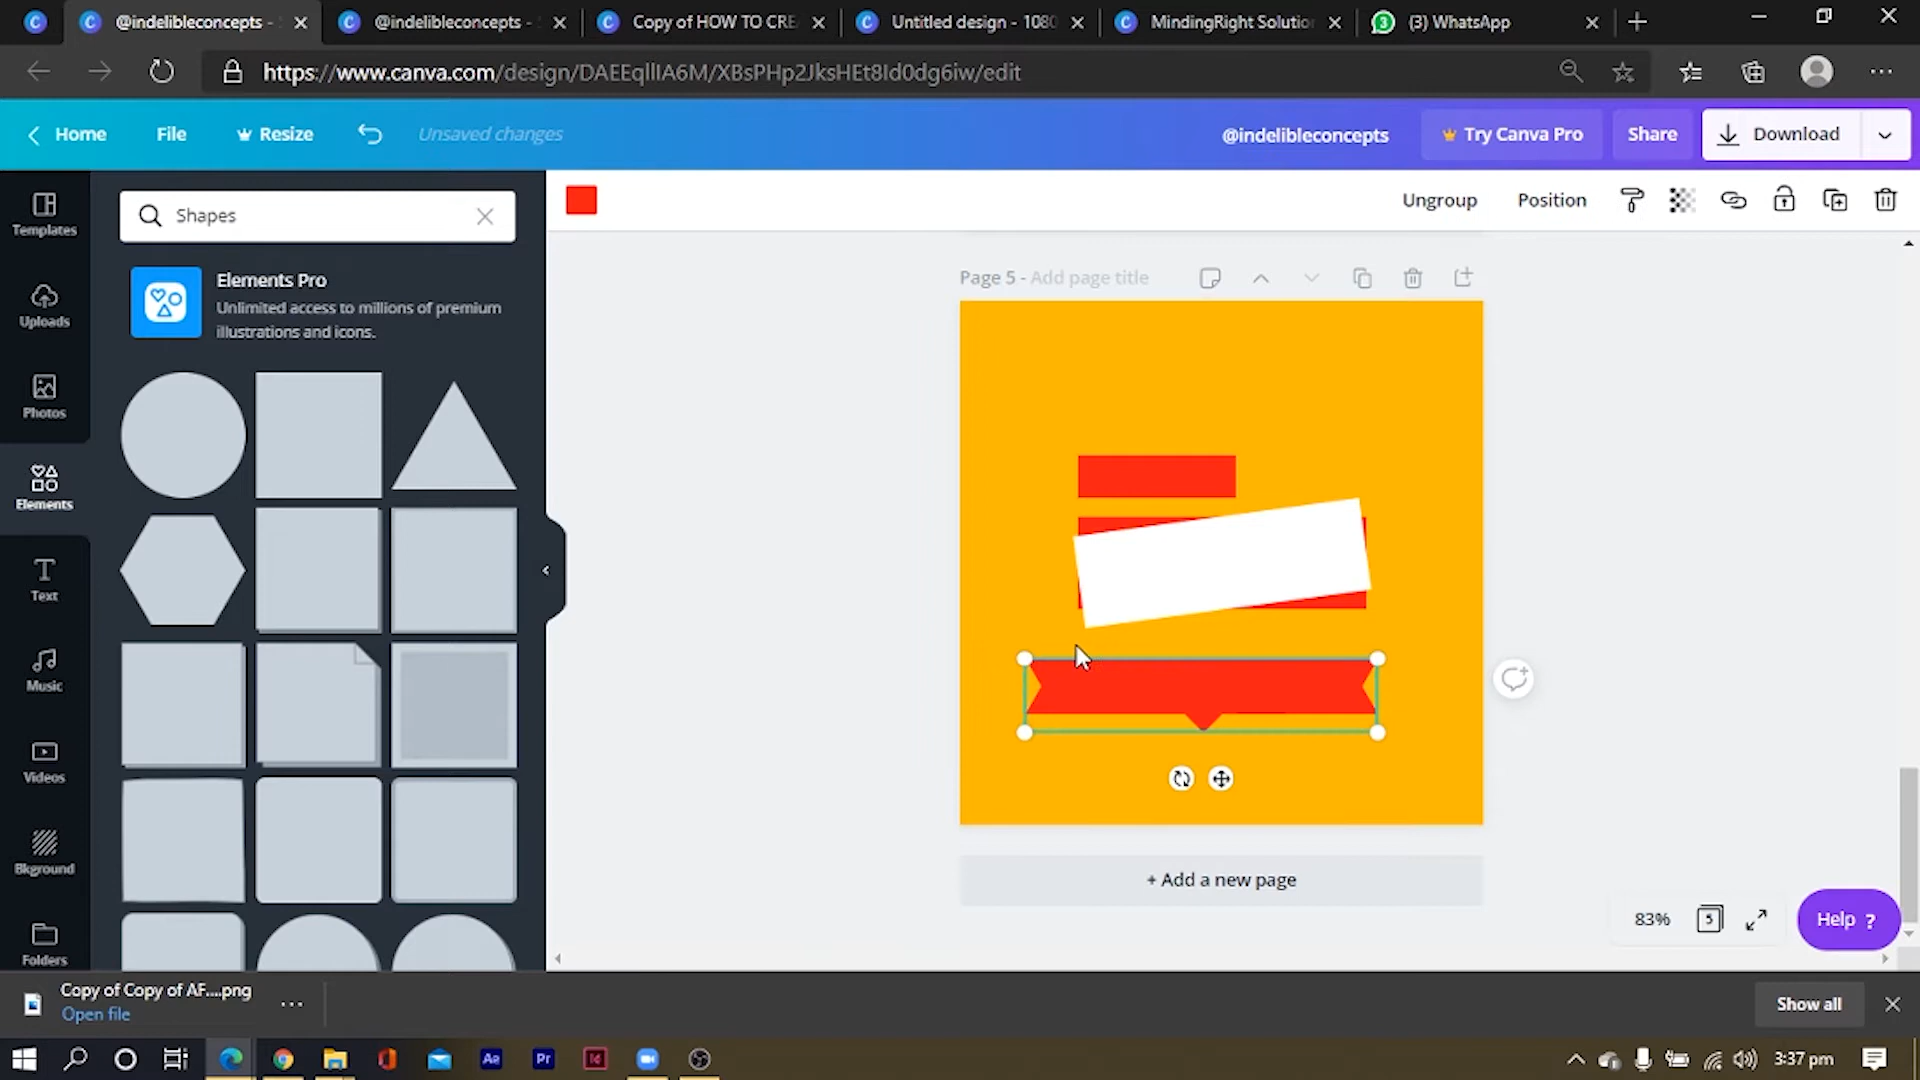 @indelibleconcepts -
@indelibleconcepts -
Copy of HOW TO CRE
Untitled design - 1080
MindingRight Solutio
(3) WhatsApp
https://www.canva.com/design/DAEEqllIA6M/XBsPHp2JksHEt8Id0dg6iw/edit
Home
File
Resize
Unsaved changes
@indelibleconcepts
Try Canva Pro
Share
Download
Templates
Uploads
Photos
Elements
Text
Music
Videos
Bkground
Folders
Shapes
Elements Pro
Unlimited access to millions of premium
illustrations and icons.
Ungroup
Position
Page 5 - Add page title
+ Add a new page
83%
5
Help ?
Copy of Copy of AF....png
Open file
Show all
Ae
Pr
Id
3:37 pm